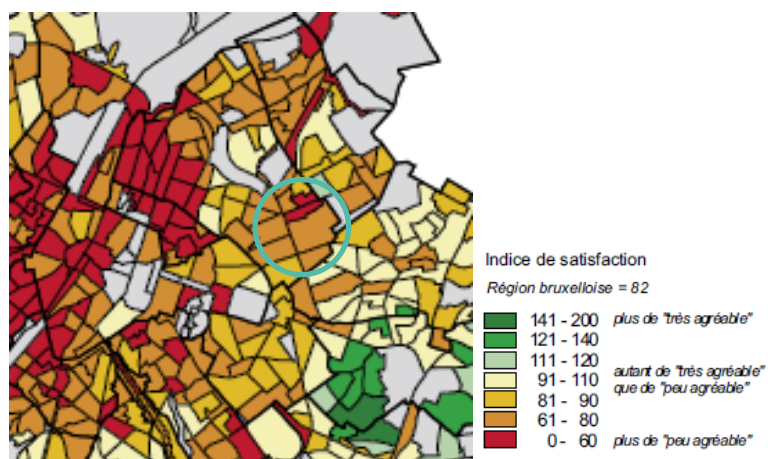 Indice de satisfaction
Région bruxelloise = 82
141 - 200 plus de "très agréable"
121 - 140
111 - 120
91 - 110 autant de "très agréable"
que de "peu agréable"
81 - 90
61 - 80
0 - 60 plus de "peu agréable"